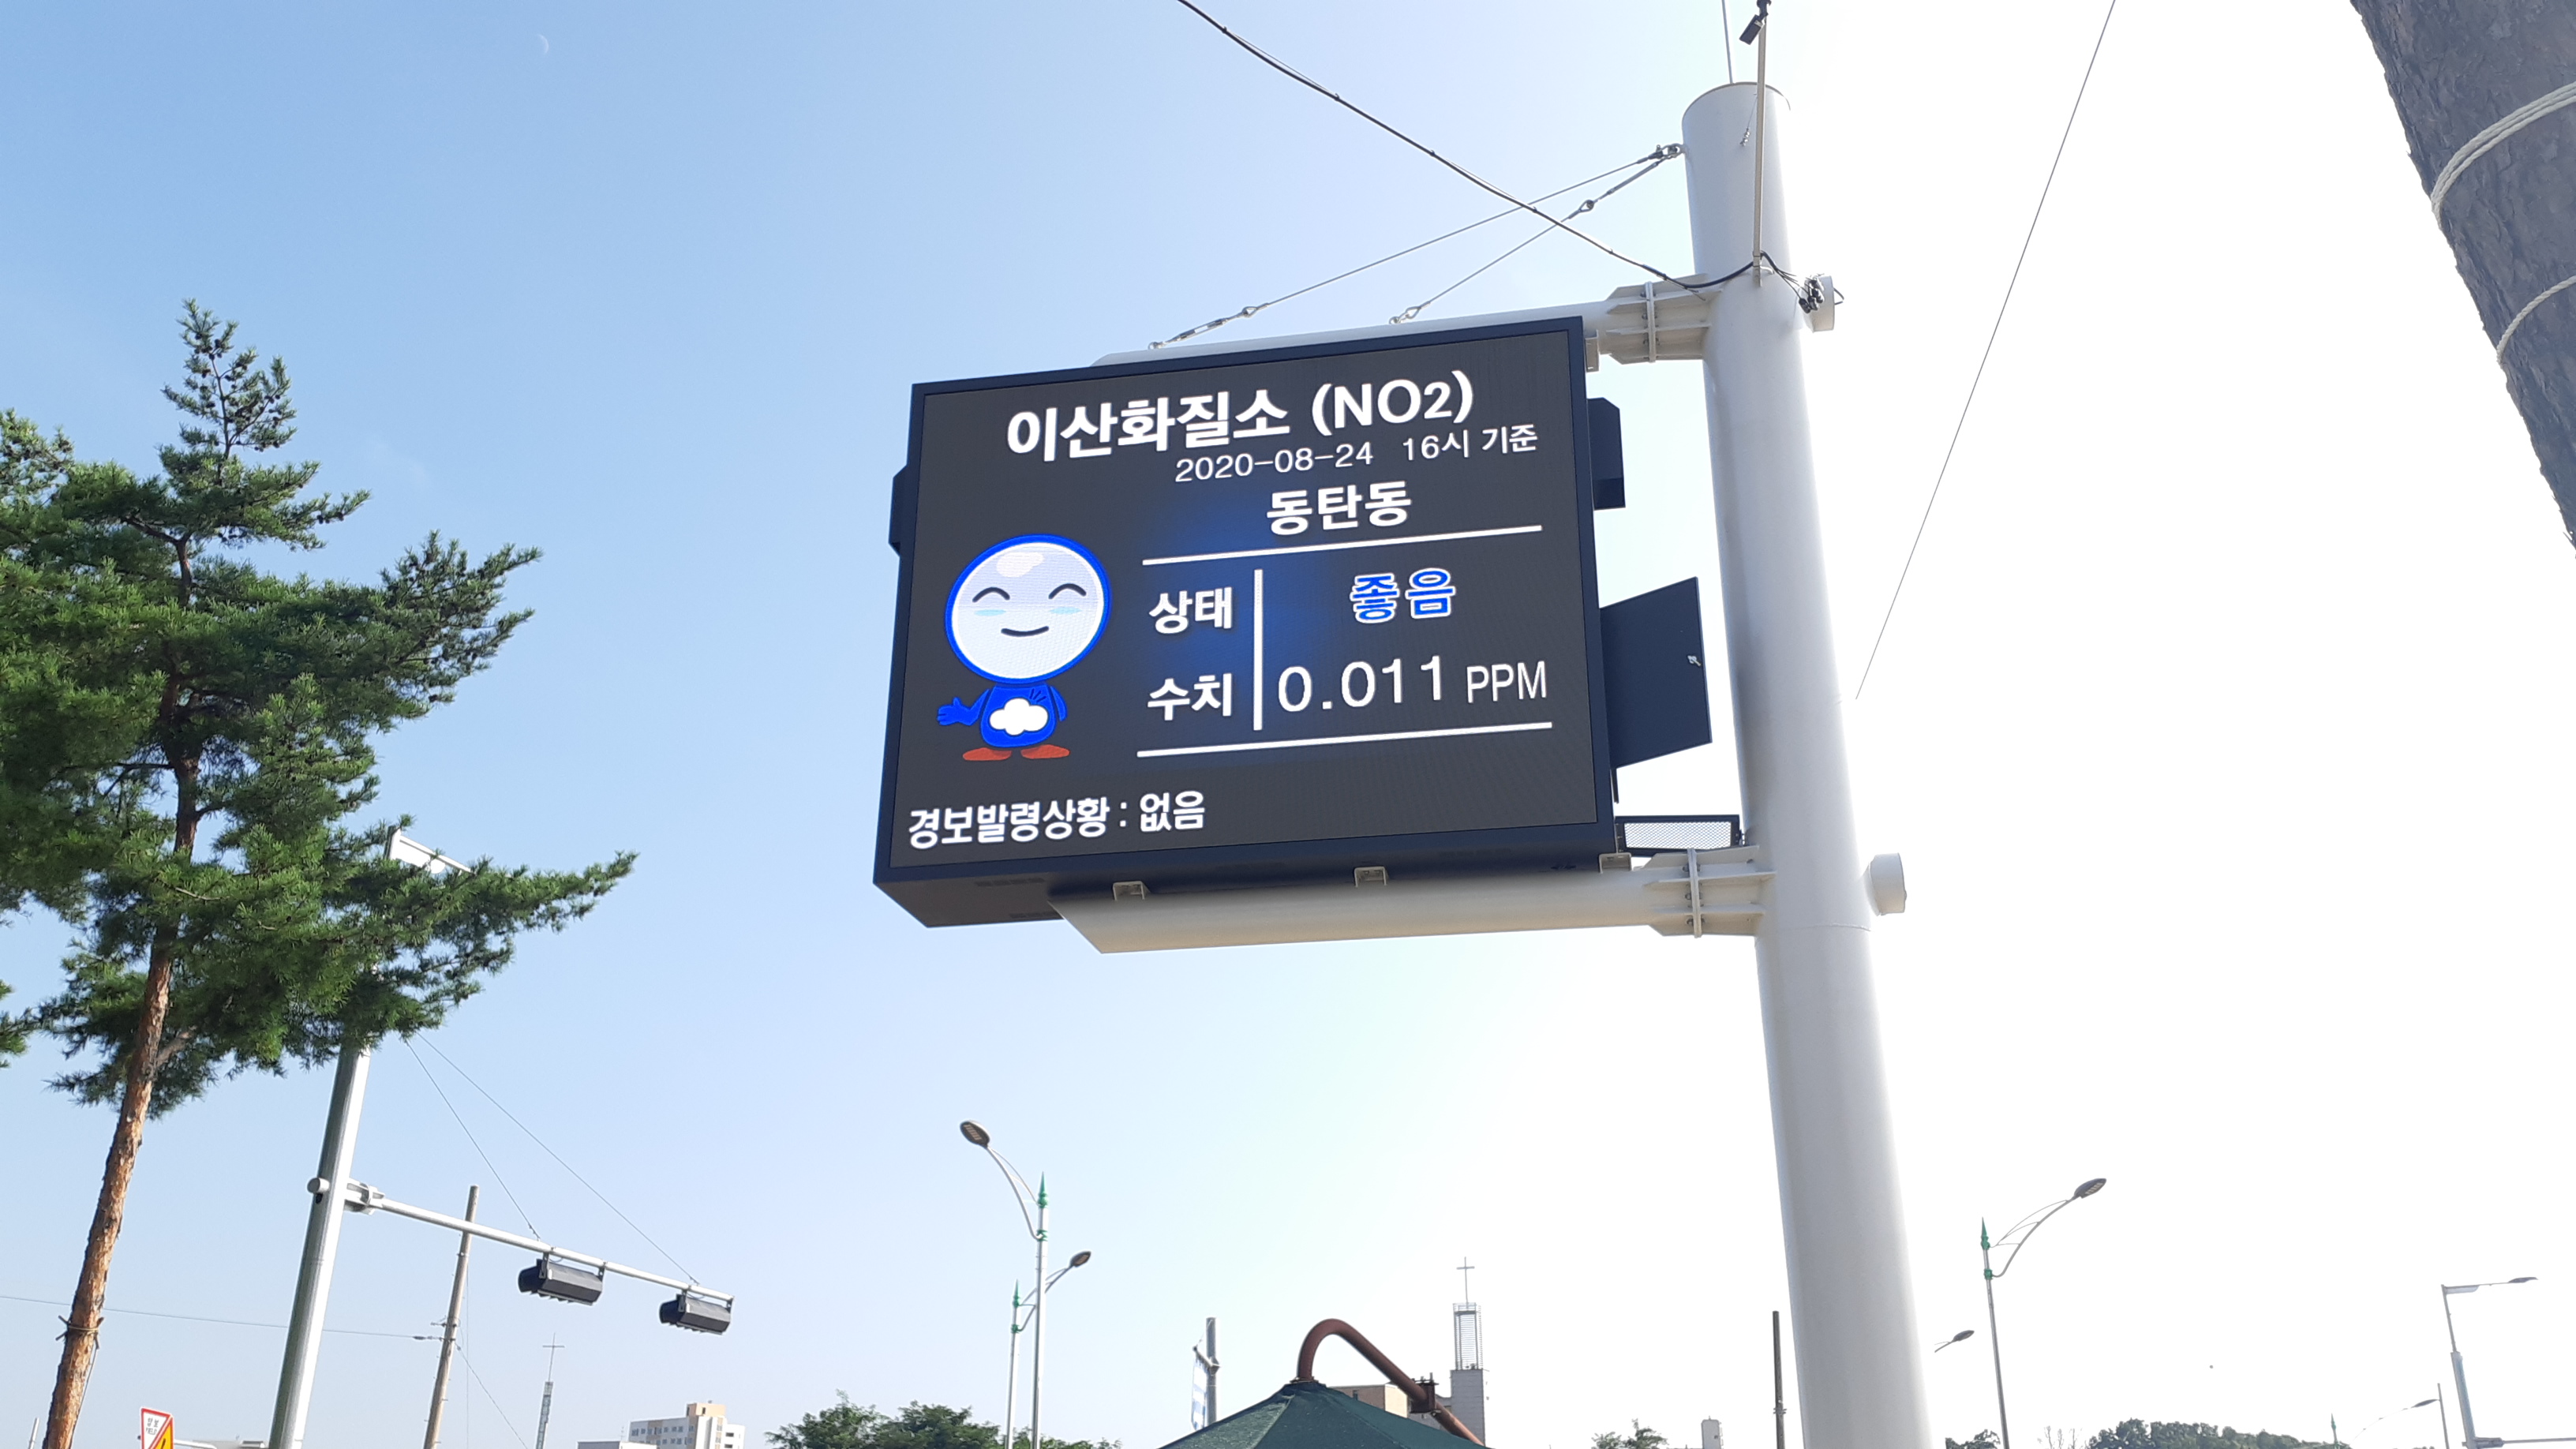 이산화질소 (NO2)
2020-08-24 16시 기준
동탄동
상태 좋음
수치 0.011 PPM
경보발령상황 : 없음